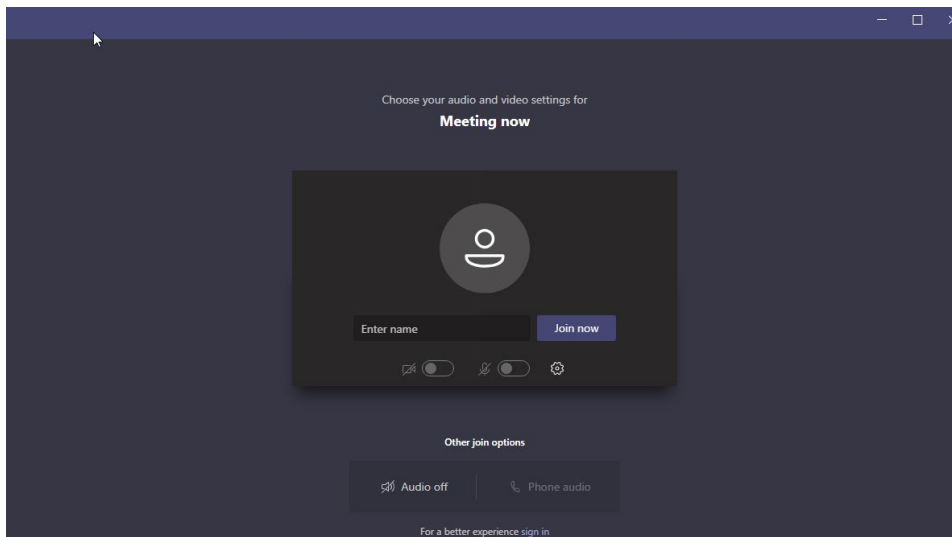 Choose your audio and video settings for
Meeting now
Enter name
Join now
Other join options
Audio off
Phone audio
For a better experience sign in